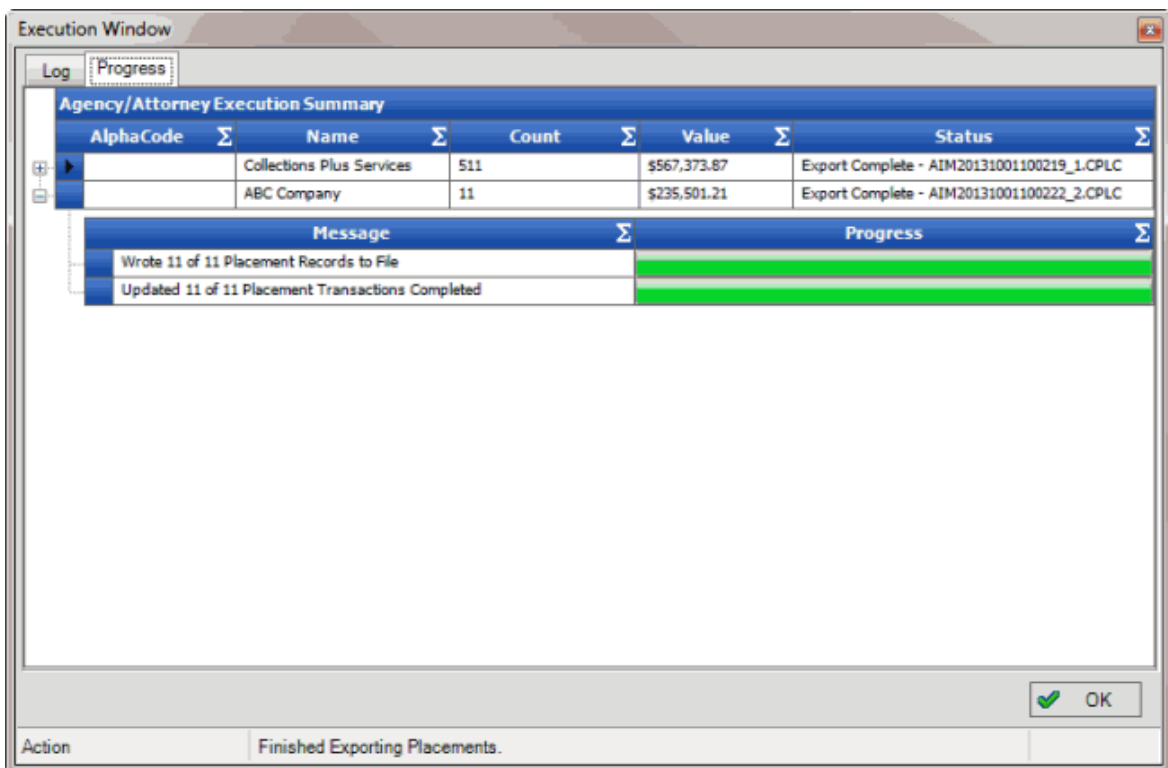 Execution Window
Log Progress
Agency/Attorney Execution Summary
AlphaCode Σ Name Σ Count Σ Value Σ Status Σ
Collections Plus Services 511 $567,373.87 Export Complete - AIM20131001100219_1.CPLC
ABC Company 11 $235,501.21 Export Complete - AIM20131001100222_2.CPLC
Message Σ Progress Σ
Wrote 11 of 11 Placement Records to File
Updated 11 of 11 Placement Transactions Completed
OK
Action Finished Exporting Placements.